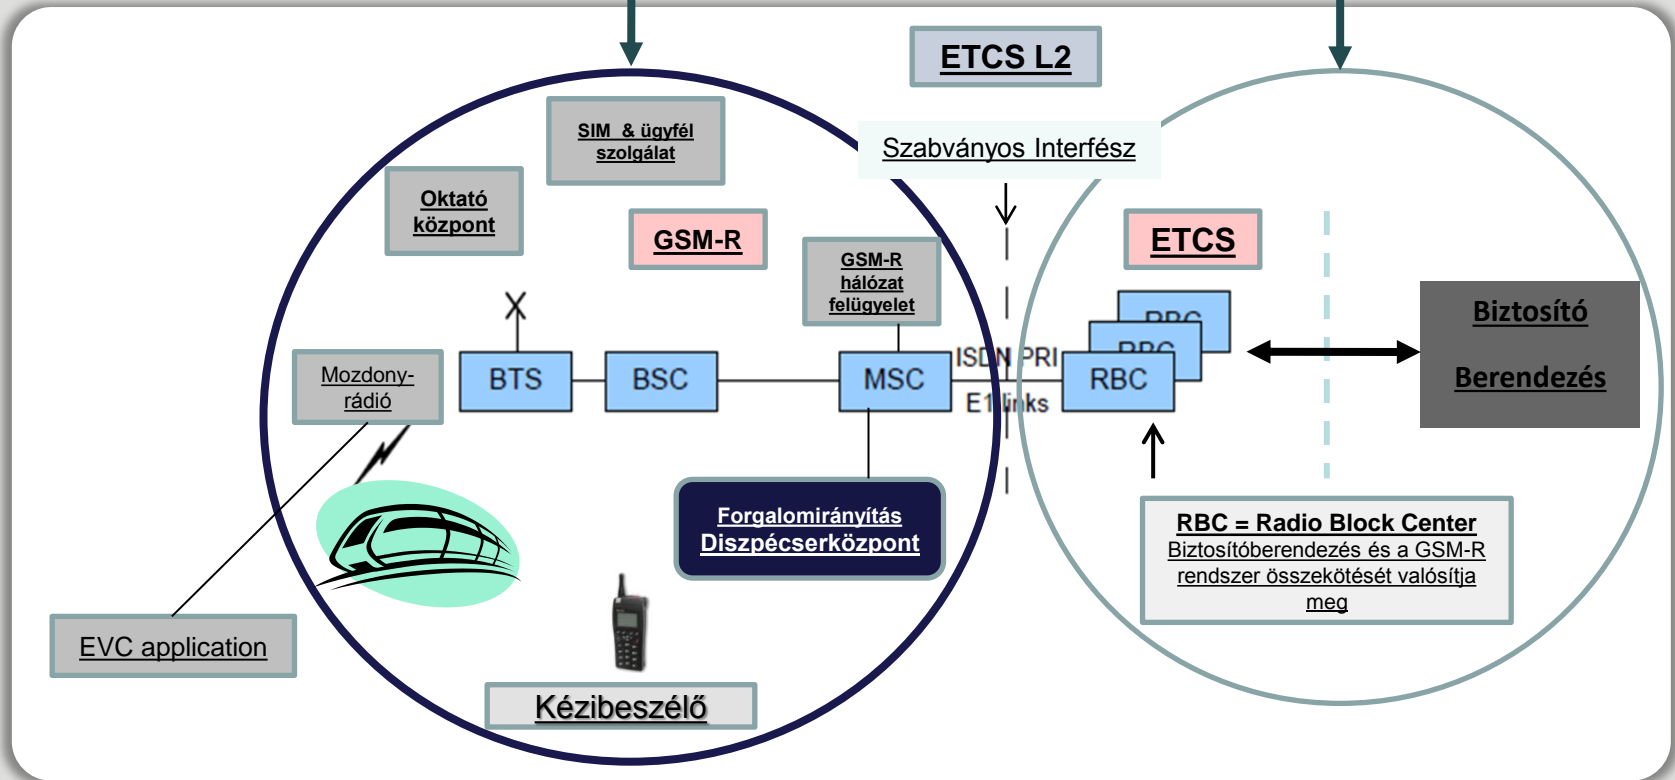 ETCS L2
SIM & ügyfél
szolgálat
Szabványos Interfész
Oktató
központ
GSM-R
ETCS
GSM-R
hálózat
felügyelet
Biztosító
Berendezés
X
RBC
RBC
Mozdony-
rádió
BTS
BSC
MSC
ISDN PRI
E1 links
RBC
Forgalomirányítás
Diszpécserközpont
RBC = Radio Block Center
Biztosítóberendezés és a GSM-R
rendszer összekötését valósítja
meg
EVC application
Kézibeszélő